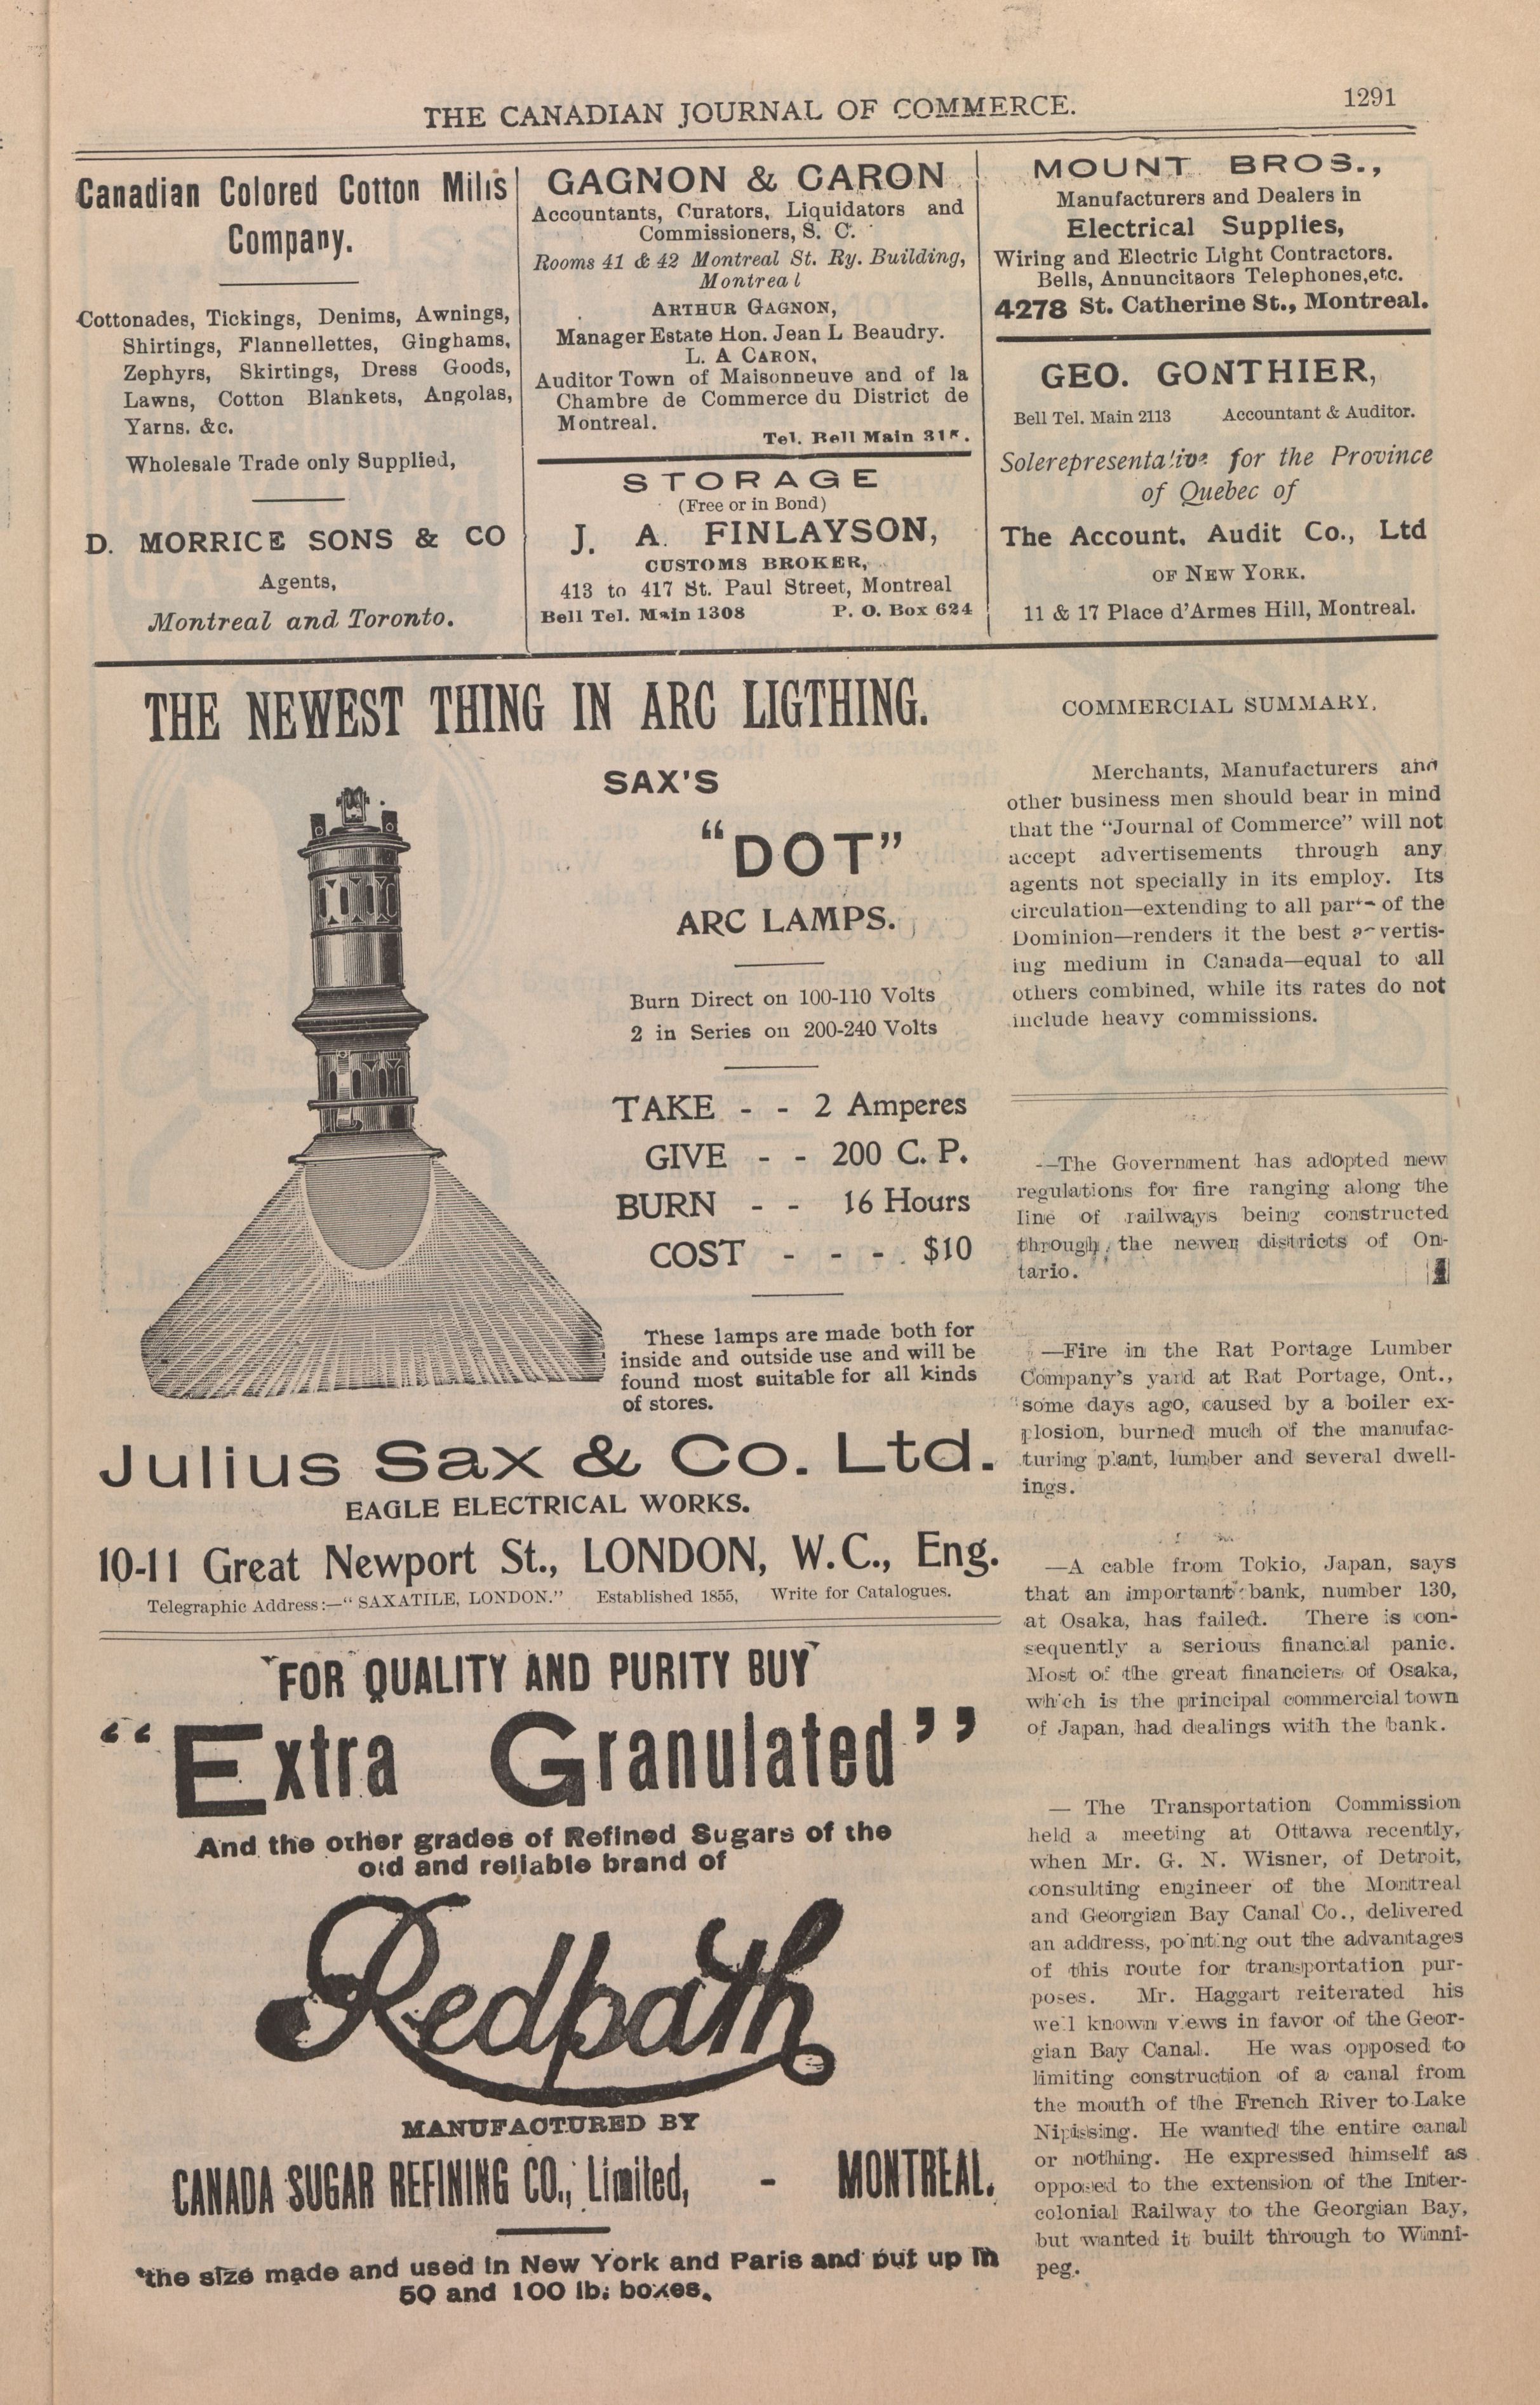 THE CANADIAN JOURNAL OF COMMERCE.
1291
Canadian Colored Cotton Mills
Company.
Cottonades, Tickings, Denims, Awnings,
Shirtings, Flannellettes, Ginghams,
Zephyrs, Skirtings, Dress Goods,
Lawns, Cotton Blankets, Angolas,
Yarns. &c.
Wholesale Trade only Supplied,
D. MORRICE SONS & CO
Agents,
Montreal and Toronto.
GAGNON & CARON
Accountants, Curators, Liquidators and
Commissioners, S. C.
Rooms 41 & 42 Montreal St. Ry. Building,
Montreal
ARTHUR GAGNON,
Manager Estate Hon. Jean L Beaudry.
L. A CARON,
Auditor Town of Maisonneuve and of la
Chambre de Commerce du District de
Montreal.
Tel. Bell Main
STORAGE
(Free or in Bond)
J. A. FINLAYSON,
CUSTOMS BROKER,
413 to 417 St. Paul Street, Montreal
Bell Tel. Main 1308 P. O. Box 624
MOUNT BROS.,
Manufacturers and Dealers in
Electrical Supplies,
Wiring and Electric Light Contractors.
Bells, Annuncitaors Telephones,etc.
4278 St. Catherine St., Montreal.
GEO. GONTHIER,
Bell Tel. Main 2113 Accountant & Auditor.
Solerepresentative for the Province
of Quebec of
The Account. Audit Co., Ltd
OF NEW YORK.
11 & 17 Place d'Armes Hill, Montreal.
THE NEWEST THING IN ARC LIGTHING.
SAX'S
"DOT"
ARC LAMPS.
Burn Direct on 100-110 Volts
2 in Series on 200-240 Volts
TAKE - - 2 Amperes
GIVE - - 200 C. P.
BURN - - 16 Hours
COST - - - $10
These lamps are made both for
inside and outside use and will be
found most suitable for all kinds
of stores.
Julius Sax & Co. Ltd.
EAGLE ELECTRICAL WORKS.
10-11 Great Newport St., LONDON, W.C., Eng.
Telegraphic Address:—"SAXATILE, LONDON." Established 1855, Write for Catalogues.
FOR QUALITY AND PURITY BUY
"Extra Granulated"
And the other grades of Refined Sugars of the
old and reliable brand of
Redpath
MANUFACTURED BY
CANADA SUGAR REFINING CO., Limited, - MONTREAL.
the size made and used in New York and Paris and put up in
50 and 100 lb. boxes.
COMMERCIAL SUMMARY.
Merchants, Manufacturers and
other business men should bear in mind
that the "Journal of Commerce" will not
accept advertisements through any
agents not specially in its employ. Its
circulation—extending to all parts of the
Dominion—renders it the best advertis-
ing medium in Canada—equal to all
others combined, while its rates do not
include heavy commissions.
—The Government has adopted new
regulations for fire ranging along the
line of railways being constructed
through the newer districts of On-
tario.
—Fire in the Rat Portage Lumber
Company's yard at Rat Portage, Ont.,
some days ago, caused by a boiler ex-
plosion, burned much of the manufac-
turing plant, lumber and several dwell-
ings.
—A cable from Tokio, Japan, says
that an important bank, number 130,
at Osaka, has failed. There is con-
sequently a serious financial panic.
Most of the great financiers of Osaka,
which is the principal commercial town
of Japan, had dealings with the bank.
— The Transportation Commission
held a meeting at Ottawa recently,
when Mr. G. N. Wisner, of Detroit,
consulting engineer of the Montreal
and Georgian Bay Canal Co., delivered
an address, pointing out the advantages
of this route for transportation pur-
poses. Mr. Haggart reiterated his
well known views in favor of the Geor-
gian Bay Canal. He was opposed to
limiting construction of a canal from
the mouth of the French River to Lake
Nipissing. He wanted the entire canal
or nothing. He expressed himself as
opposed to the extension of the Inter-
colonial Railway to the Georgian Bay,
but wanted it built through to Winni-
peg.